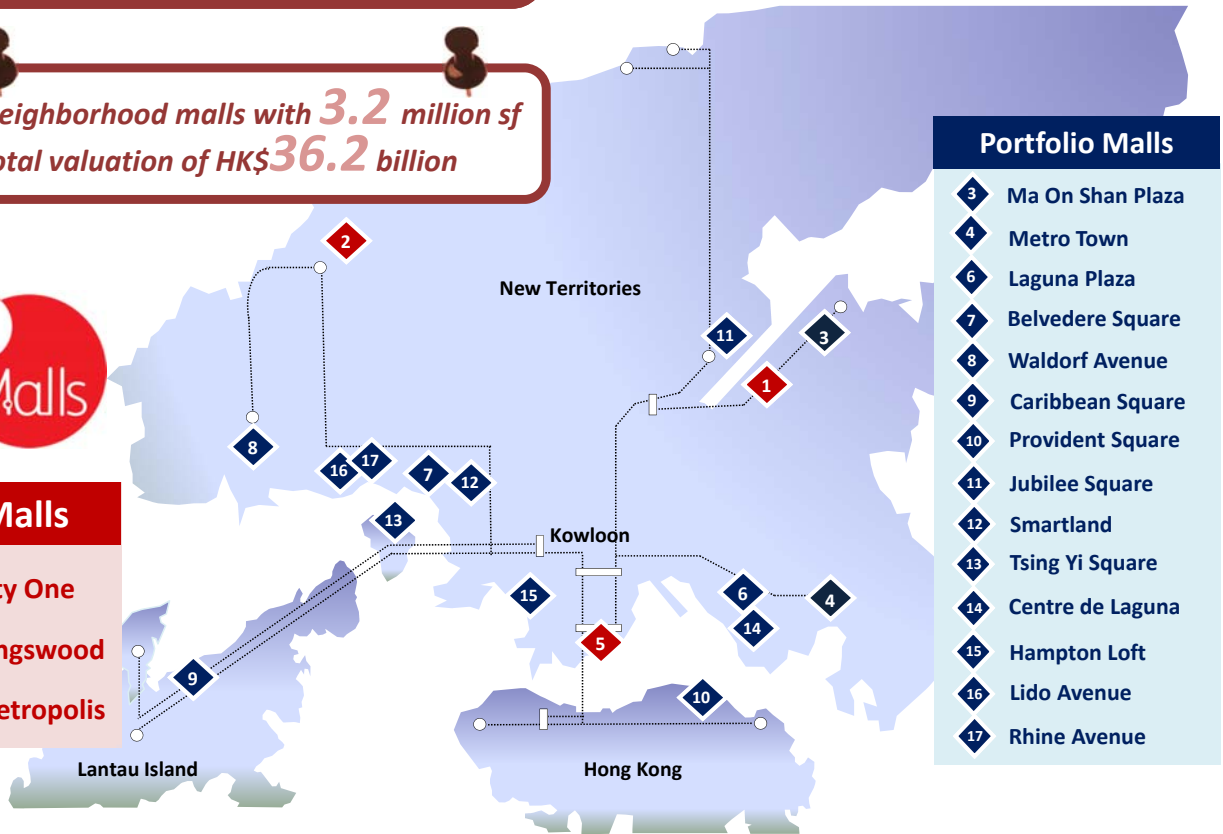 eighborhood malls with 3.2 million sf
otal valuation of HK$36.2 billion
Portfolio Malls
3 Ma On Shan Plaza
4 Metro Town
6 Laguna Plaza
7 Belvedere Square
8 Waldorf Avenue
9 Caribbean Square
10 Provident Square
11 Jubilee Square
12 Smartland
13 Tsing Yi Square
14 Centre de Laguna
15 Hampton Loft
16 Lido Avenue
17 Rhine Avenue
2
New Territories
11
3
1
Malls
8
16
17
7
12
13
Malls
ty One
ngswood
etropolis
Kowloon
15
6
4
14
5
9
10
Lantau Island
Hong Kong